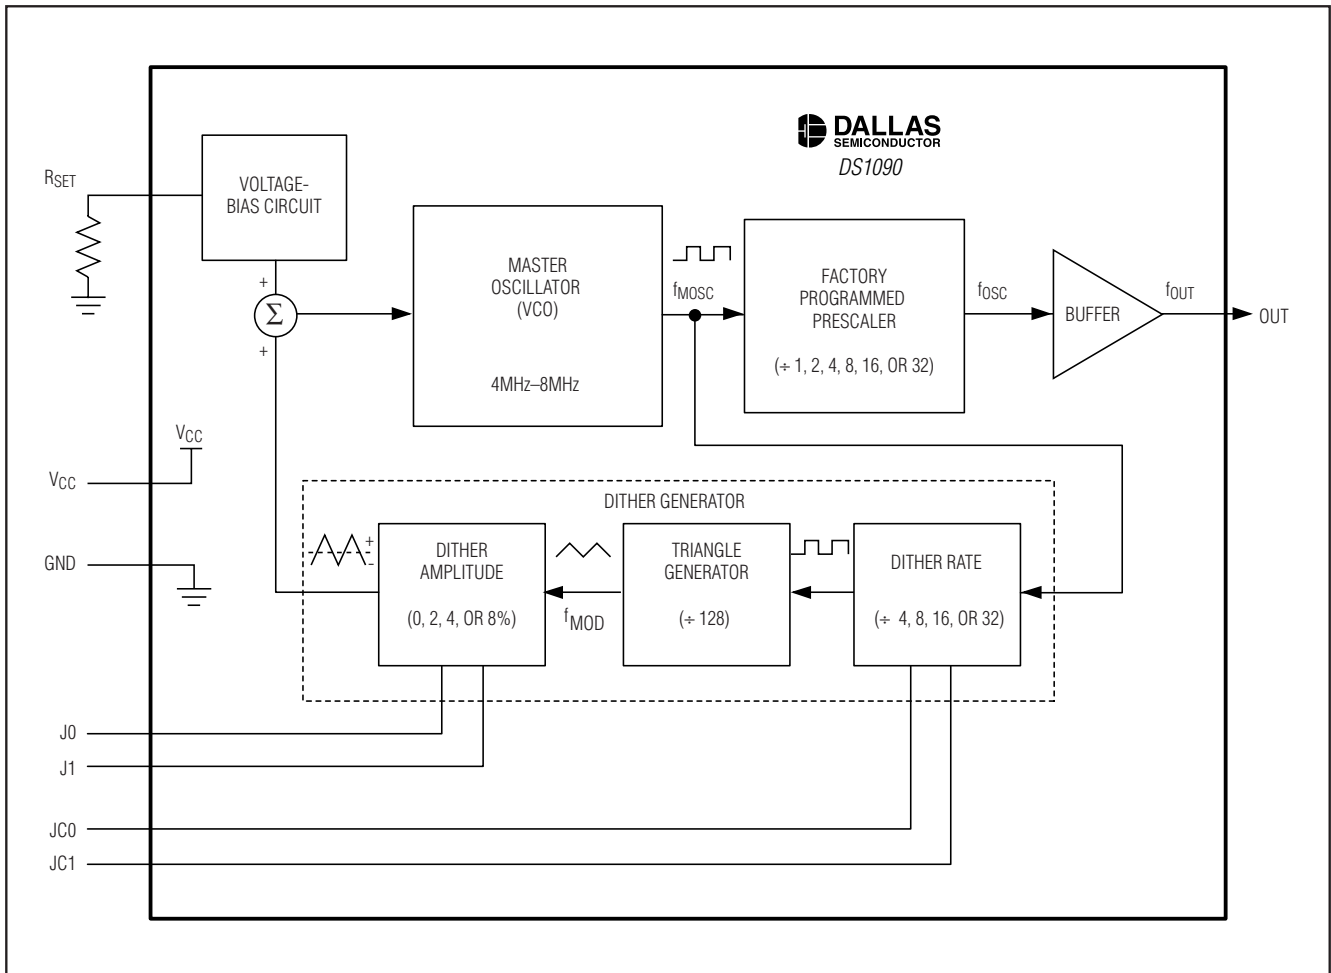 DALLAS
SEMICONDUCTOR
DS1090
RSET
VOLTAGE-
BIAS CIRCUIT
+
Σ
+
MASTER
OSCILLATOR
(VCO)
4MHz–8MHz
fMOSC
FACTORY
PROGRAMMED
PRESCALER
(÷ 1, 2, 4, 8, 16, OR 32)
fOSC
BUFFER
fOUT
OUT
VCC
VCC
GND
DITHER GENERATOR
+
-
DITHER
AMPLITUDE
(0, 2, 4, OR 8%)
fMOD
TRIANGLE
GENERATOR
(÷ 128)
DITHER RATE
(÷ 4, 8, 16, OR 32)
J0
J1
JC0
JC1